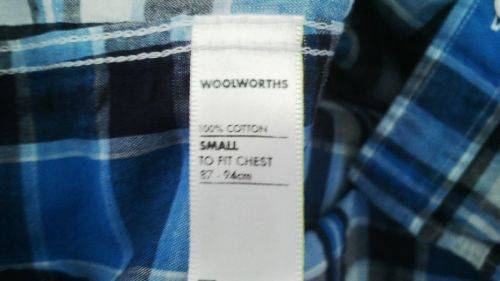 WOOLWORTHS
100% COTTON
SMALL
TO FIT CHEST
87 - 94cm